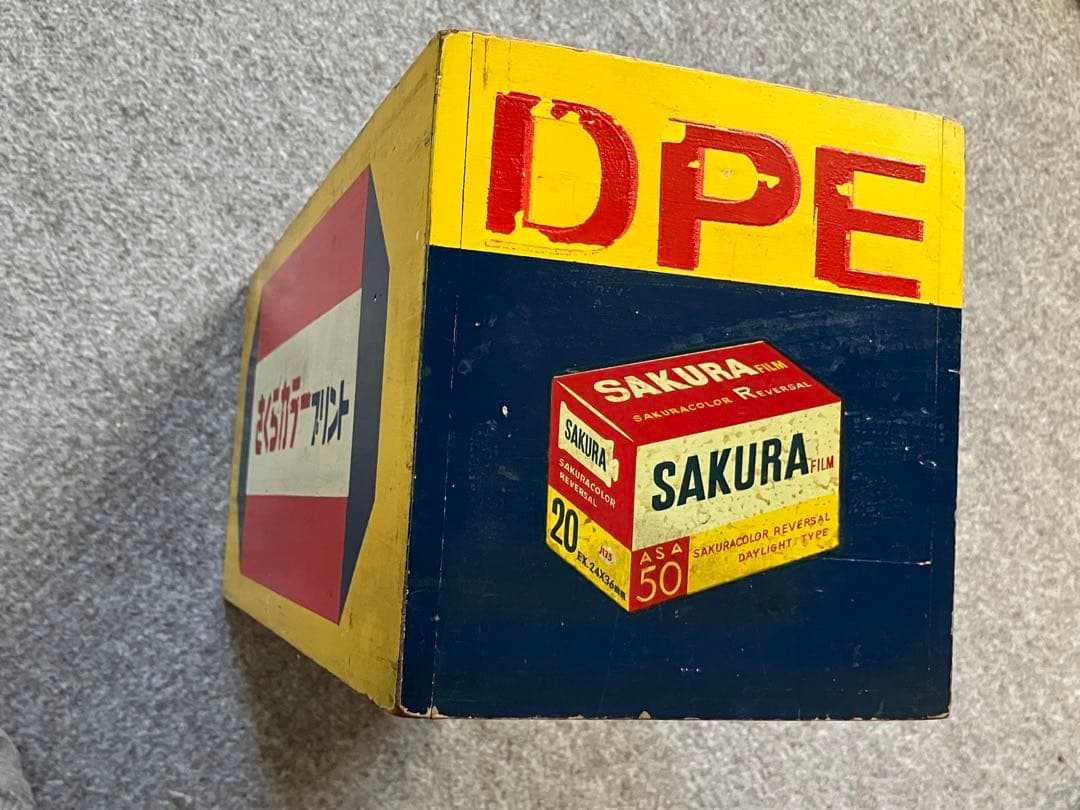 DPE
さくらカラープリント
SAKURA FILM
SAKURACOLOR REVERSAL
SAKURA
SAKURACOLOR
REVERSAL
20
JIS
EX.24X36mm
SAKURA FILM
ASA
50
SAKURACOLOR REVERSAL
DAYLIGHT TYPE